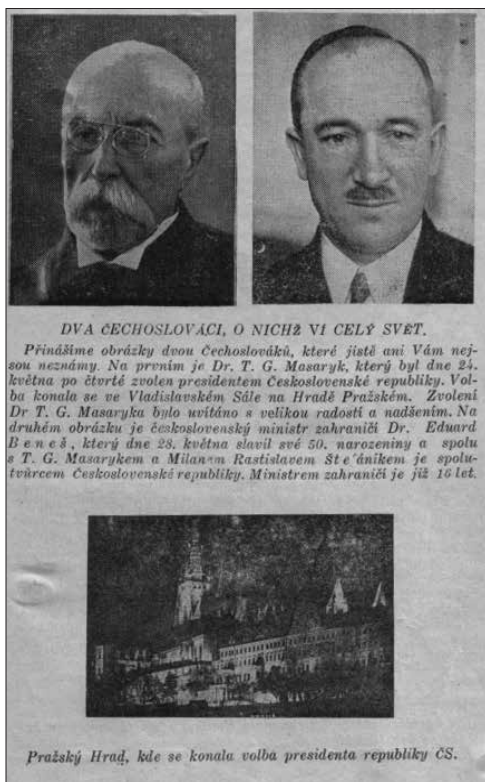 DVA ČECHOSLOVÁCI, O NICHŽ VÍ CELÝ SVĚT.
Přinášíme obrázky dvou Čechoslováků, které jistě ani Vám nej-
sou neznámy. Na prvním je Dr. T. G. Masaryk, který byl dne 24.
května po čtvrté zvolen presidentem Československé republiky. Vol-
ba konala se ve Vladislavském Sále na Hradě Pražském. Zvolení
Dr T. G. Masaryka bylo uvítáno s velikou radostí a nadšením. Na
druhém obrázku je československý ministr zahraničí Dr. Eduard
Beneš, který dne 28. května slavil své 50. narozeniny a spolu
s T. G. Masarykem a Milanem Rastislavem Štefánikem je spolu-
tvůrcem Československé republiky. Ministrem zahraničí je již 16 let.
Pražský Hrad, kde se konala volba presidenta republiky ČS.